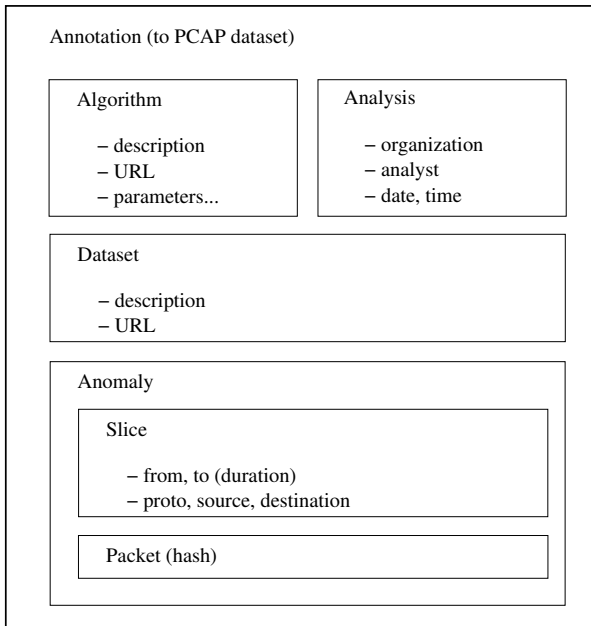 Annotation (to PCAP dataset)
Algorithm
– description
– URL
– parameters...
Analysis
– organization
– analyst
– date, time
Dataset
– description
– URL
Anomaly
Slice
– from, to (duration)
– proto, source, destination
Packet (hash)